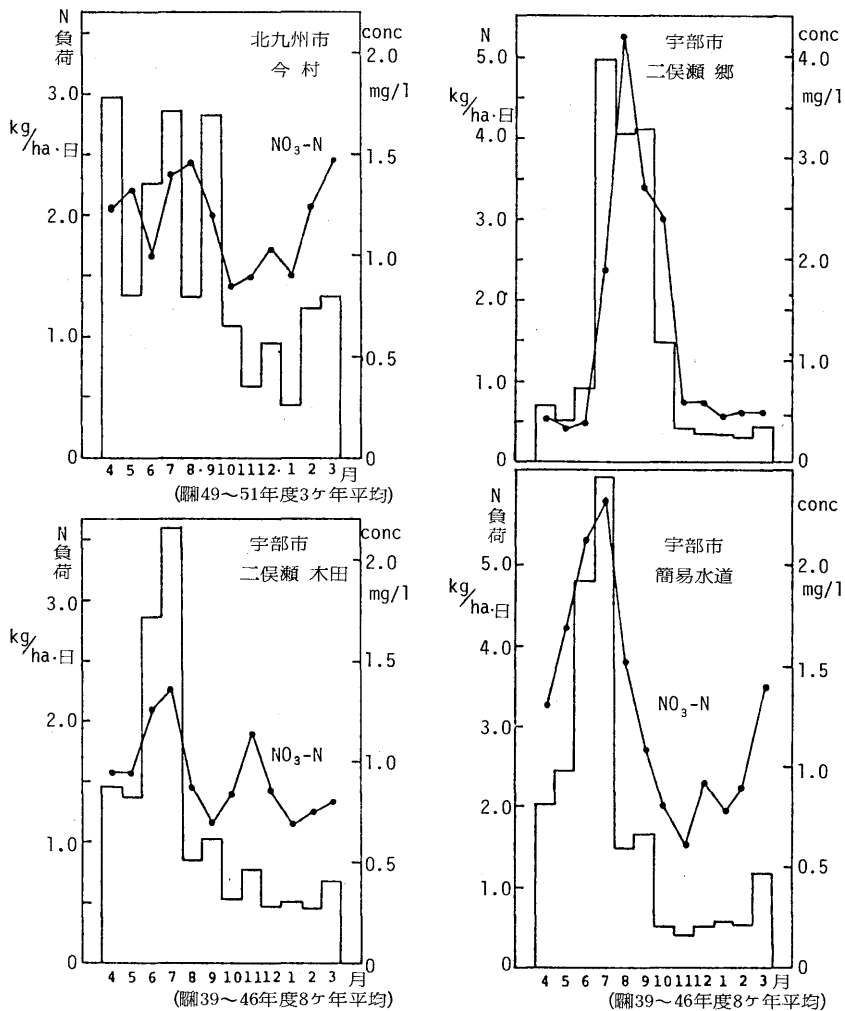 N
負
荷
kg/ha・日
3.0
2.0
1.0
0
北九州市
今村
conc
2.0
mg/l
1.5
1.0
0.5
0
NO₃-N
4 5 6 7 8・9 10 11 12・1 2 3 月
(昭49〜51年度3ケ年平均)
N
負
荷
5.0
kg/ha・日
4.0
3.0
2.0
1.0
0
宇部市
二俣瀬 郷
conc
4.0
mg/l
3.0
2.0
1.0
0
N
負
荷
3.0
kg/ha・日
2.0
1.0
0
宇部市
二俣瀬 木田
conc
2.0
mg/l
1.5
1.0
0.5
0
NO₃-N
4 5 6 7 8 9 10 11 12 1 2 3 月
(昭39〜46年度8ケ年平均)
N
負
荷
5.0
kg/ha・日
4.0
3.0
2.0
1.0
0
宇部市
簡易水道
conc
2.0
mg/l
1.5
1.0
0.5
0
NO₃-N
4 5 6 7 8 9 10 11 12 1 2 3 月
(昭39〜46年度8ケ年平均)